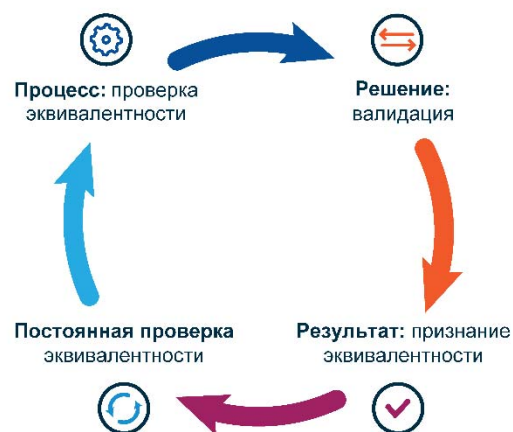 Процесс: проверка
эквивалентности
Решение:
валидация
Постоянная проверка
эквивалентности
Результат: признание
эквивалентности